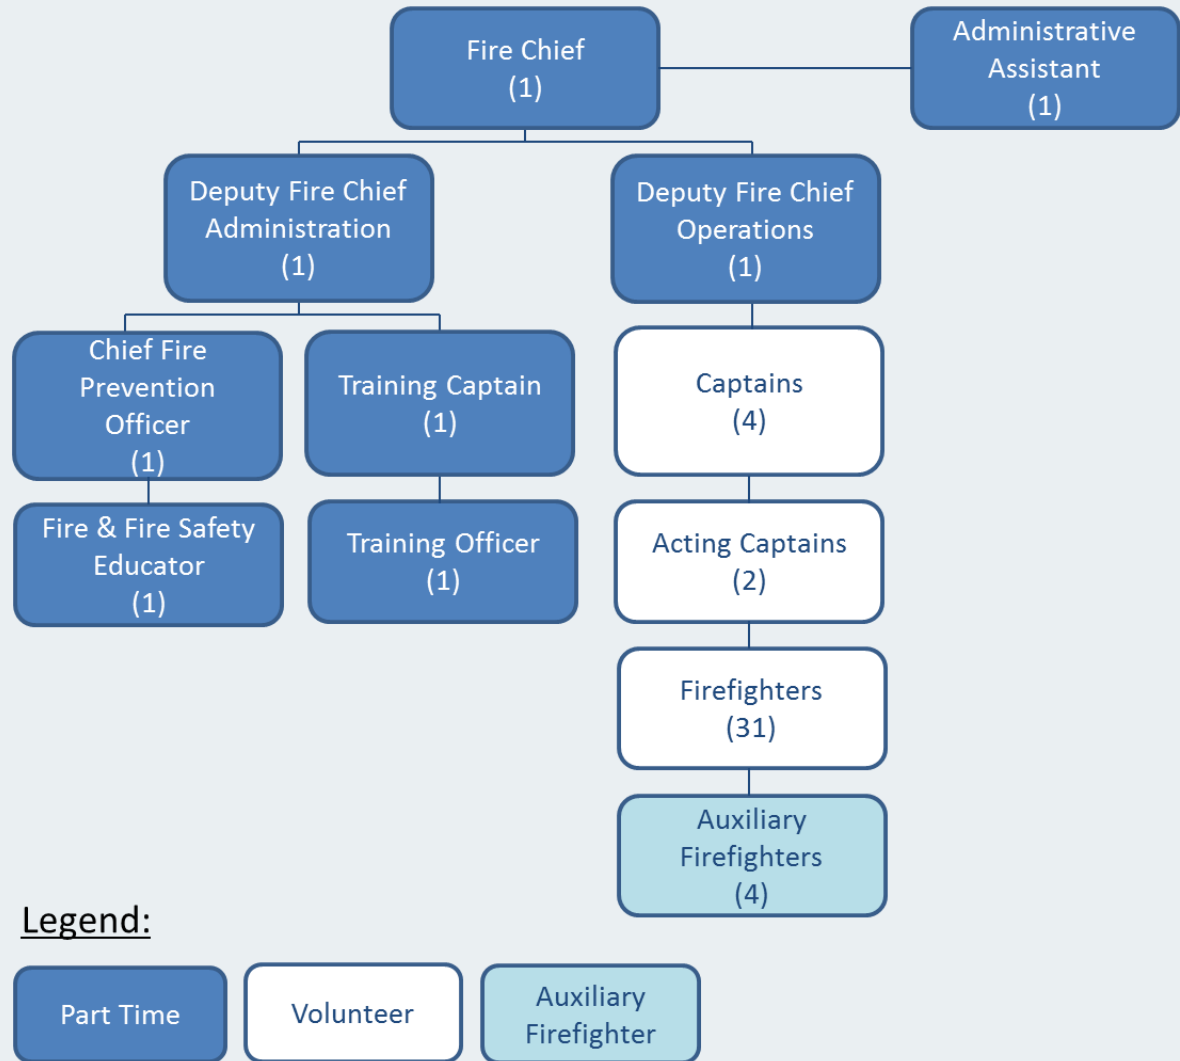 Fire Chief
(1)
Administrative
Assistant
(1)
Deputy Fire Chief
Administration
(1)
Deputy Fire Chief
Operations
(1)
Chief Fire
Prevention
Officer
(1)
Training Captain
(1)
Captains
(4)
Fire & Fire Safety
Educator
(1)
Training Officer
(1)
Acting Captains
(2)
Firefighters
(31)
Auxiliary
Firefighters
(4)
Legend:
Part Time
Volunteer
Auxiliary
Firefighter